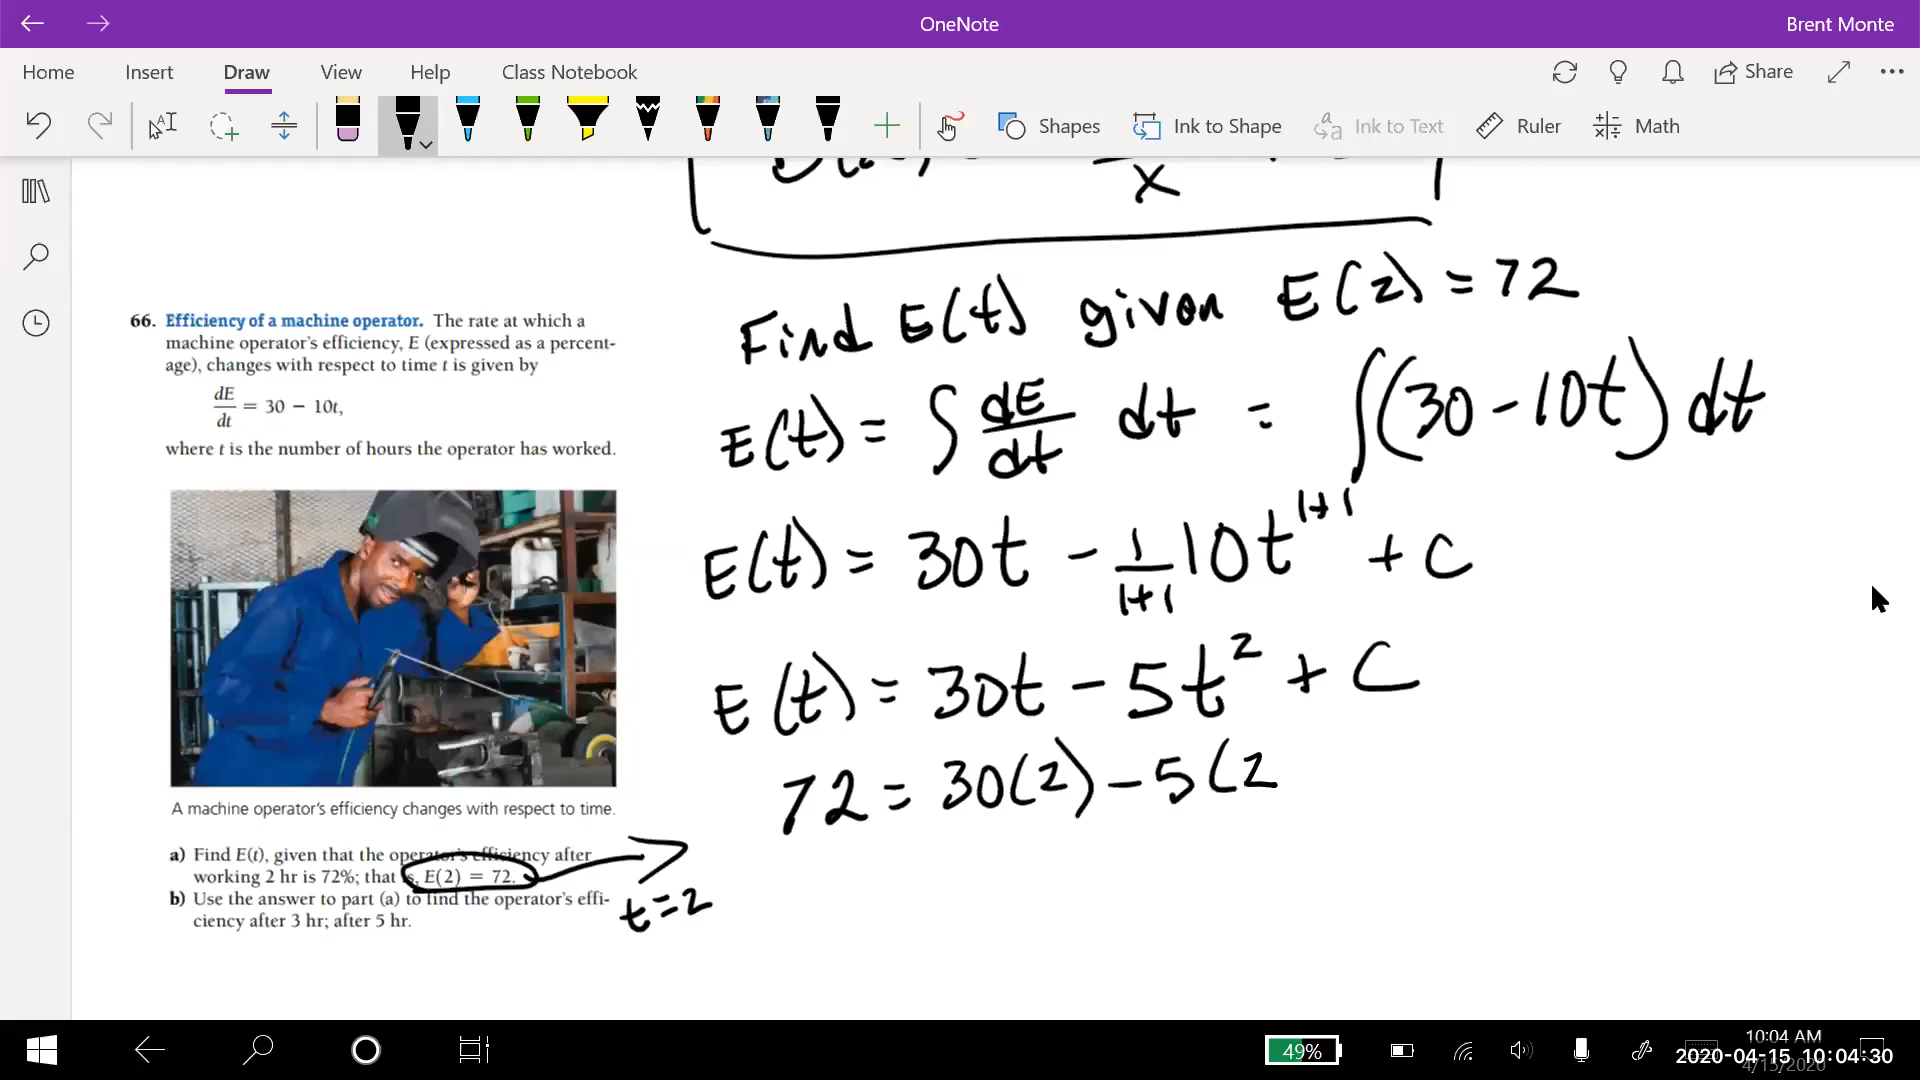 OneNote
Brent Monte
Home Insert Draw View Help Class Notebook
Share
Shapes Ink to Shape Ink to Text Ruler Math
x
66. Efficiency of a machine operator. The rate at which a
machine operator's efficiency, E (expressed as a percent-
age), changes with respect to time t is given by
dE/dt = 30 − 10t,
where t is the number of hours the operator has worked.
A machine operator's efficiency changes with respect to time.
a) Find E(t), given that the operator's efficiency after
working 2 hr is 72%; that is, E(2) = 72.
b) Use the answer to part (a) to find the operator's effi-
ciency after 3 hr; after 5 hr.
t=2
Find E(t) given E(2) = 72
E(t) = ∫ dE/dt dt = ∫(30 - 10t) dt
E(t) = 30t - 1/(1+1) 10t^(1+1) + C
E(t) = 30t - 5t² + C
72 = 30(2) - 5(2
49%
10:04 AM
4/15/2020
2020-04-15 10:04:30